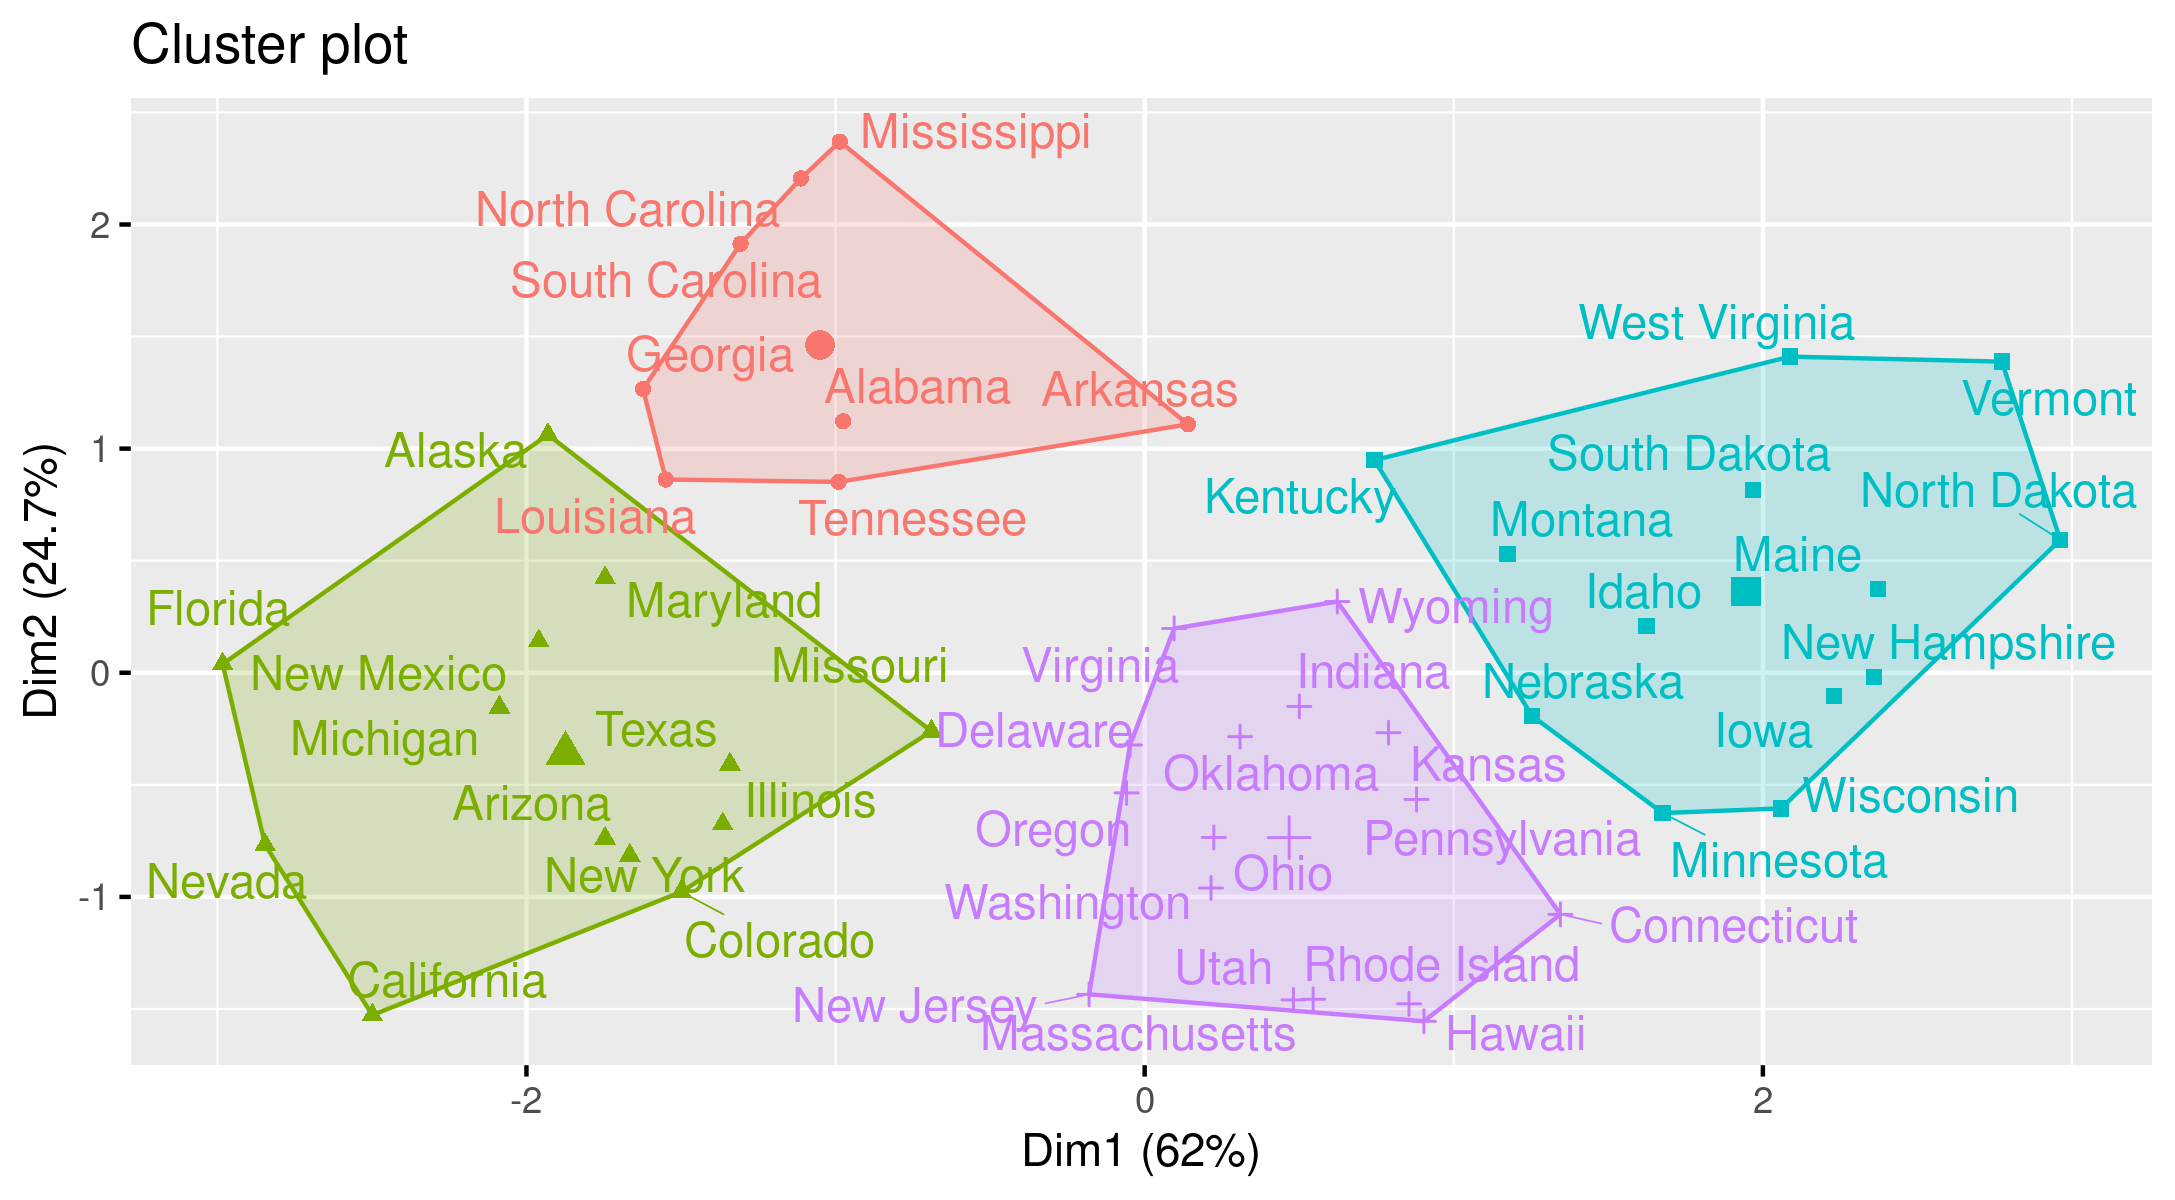 Cluster plot
Mississippi
North Carolina
South Carolina
Georgia
Alabama
Arkansas
Louisiana
Tennessee
Alaska
Florida
Maryland
New Mexico
Missouri
Michigan
Texas
Arizona
Illinois
New York
Nevada
Colorado
California
West Virginia
Vermont
South Dakota
North Dakota
Kentucky
Montana
Maine
Idaho
New Hampshire
Nebraska
Iowa
Wisconsin
Minnesota
Wyoming
Virginia
Indiana
Delaware
Oklahoma
Kansas
Oregon
Pennsylvania
Ohio
Washington
Connecticut
Utah
Rhode Island
New Jersey
Massachusetts
Hawaii
2
1
0
-1
Dim2 (24.7%)
-2
0
2
Dim1 (62%)